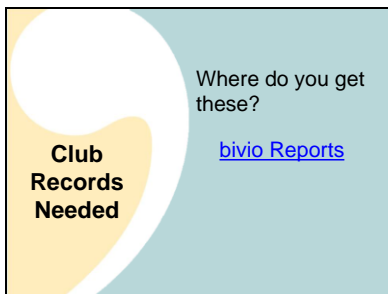 Club
Records
Needed
Where do you get
these?
bivio Reports